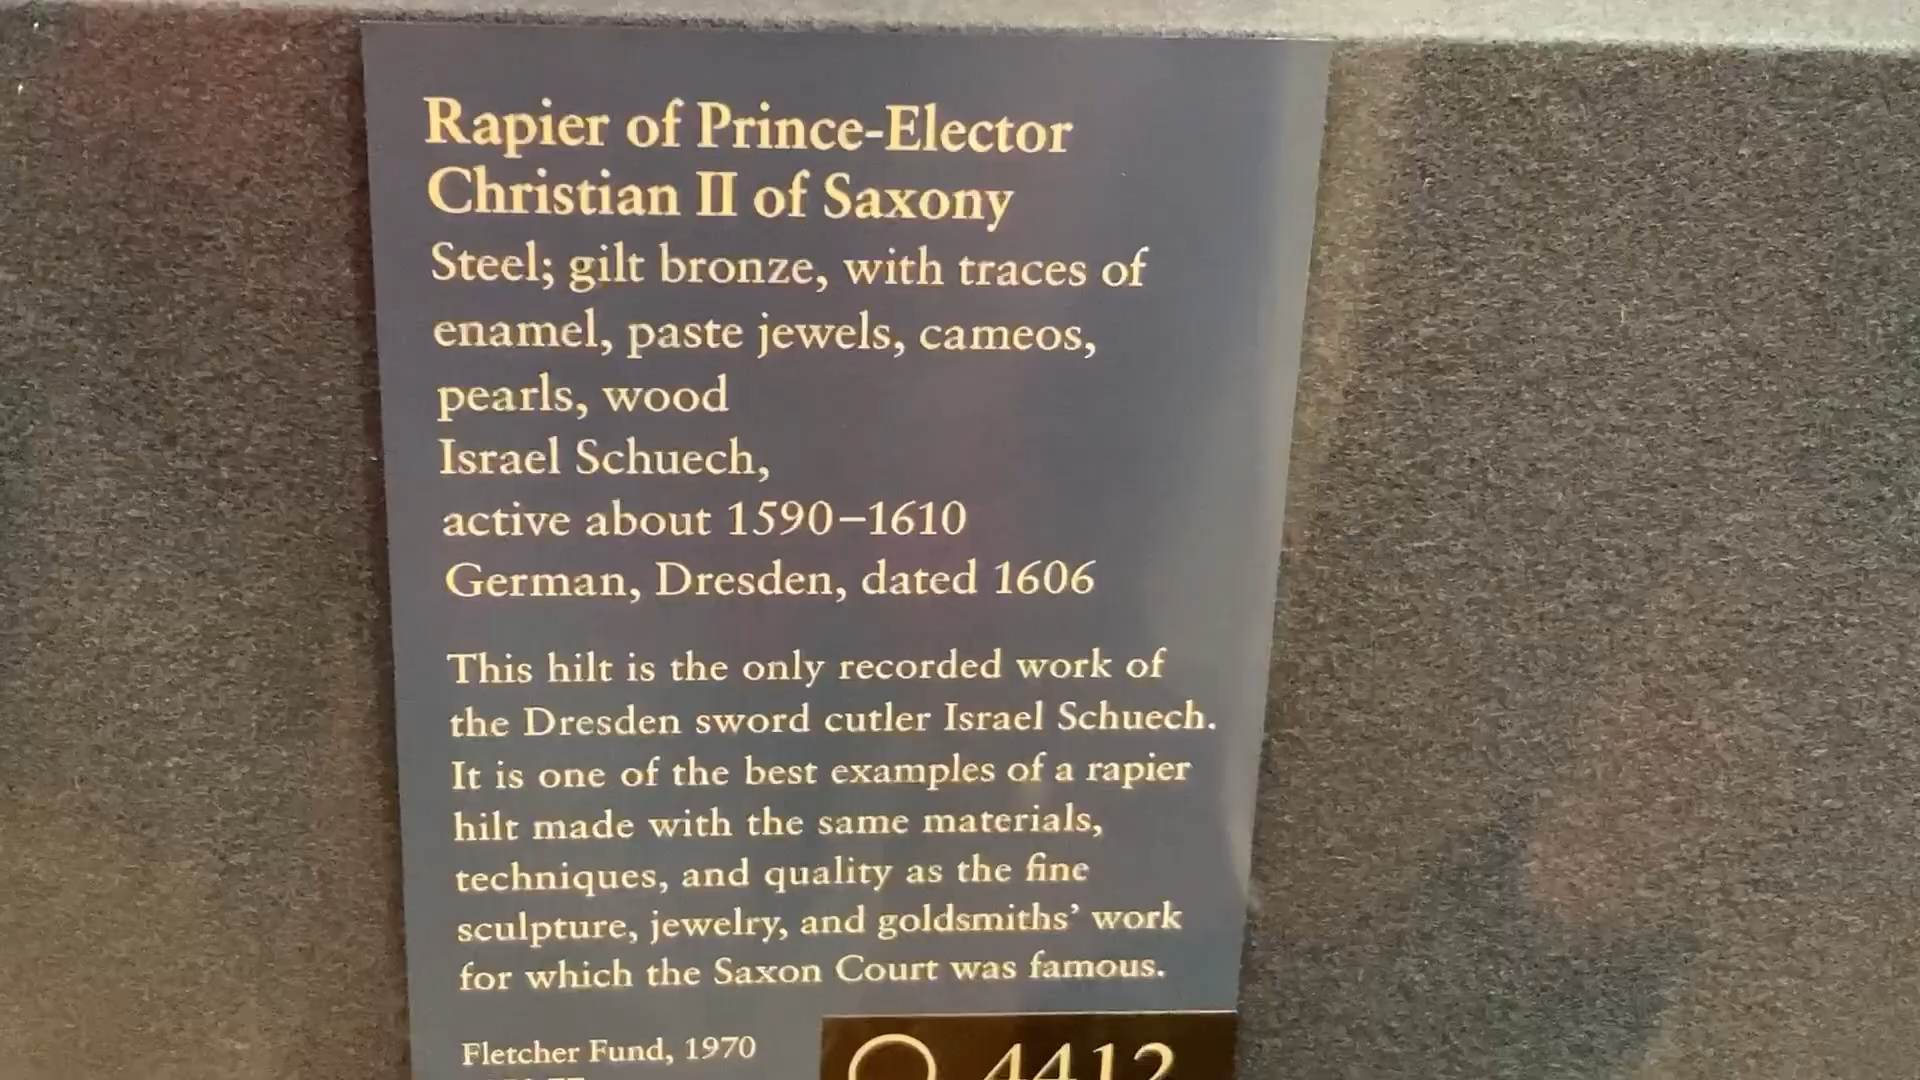 Rapier of Prince-Elector
Christian II of Saxony
Steel; gilt bronze, with traces of
enamel, paste jewels, cameos,
pearls, wood
Israel Schuech,
active about 1590–1610
German, Dresden, dated 1606
This hilt is the only recorded work of
the Dresden sword cutler Israel Schuech.
It is one of the best examples of a rapier
hilt made with the same materials,
techniques, and quality as the fine
sculpture, jewelry, and goldsmiths’ work
for which the Saxon Court was famous.
Fletcher Fund, 1970
4412